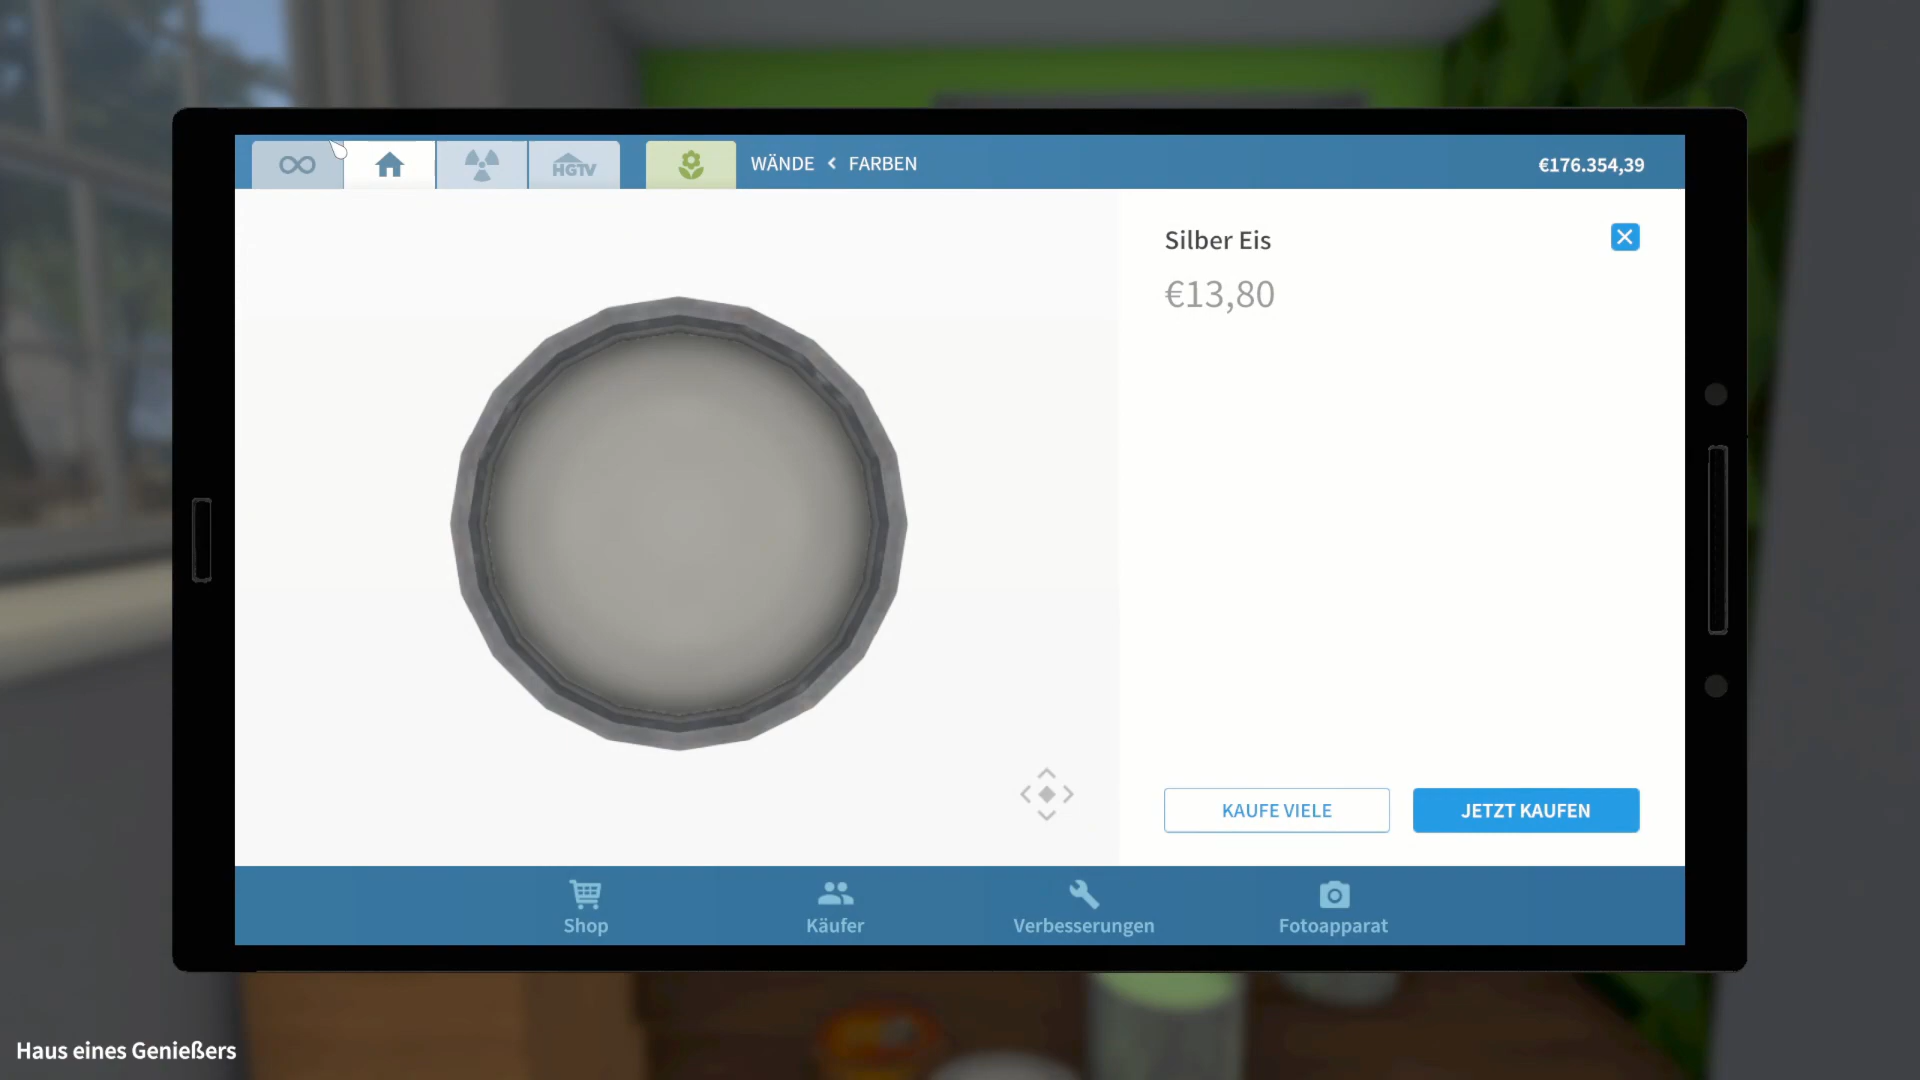 HGTV
WÄNDE < FARBEN
€176.354,39
Silber Eis
€13,80
KAUFE VIELE
JETZT KAUFEN
Shop
Käufer
Verbesserungen
Fotoapparat
Haus eines Genießers